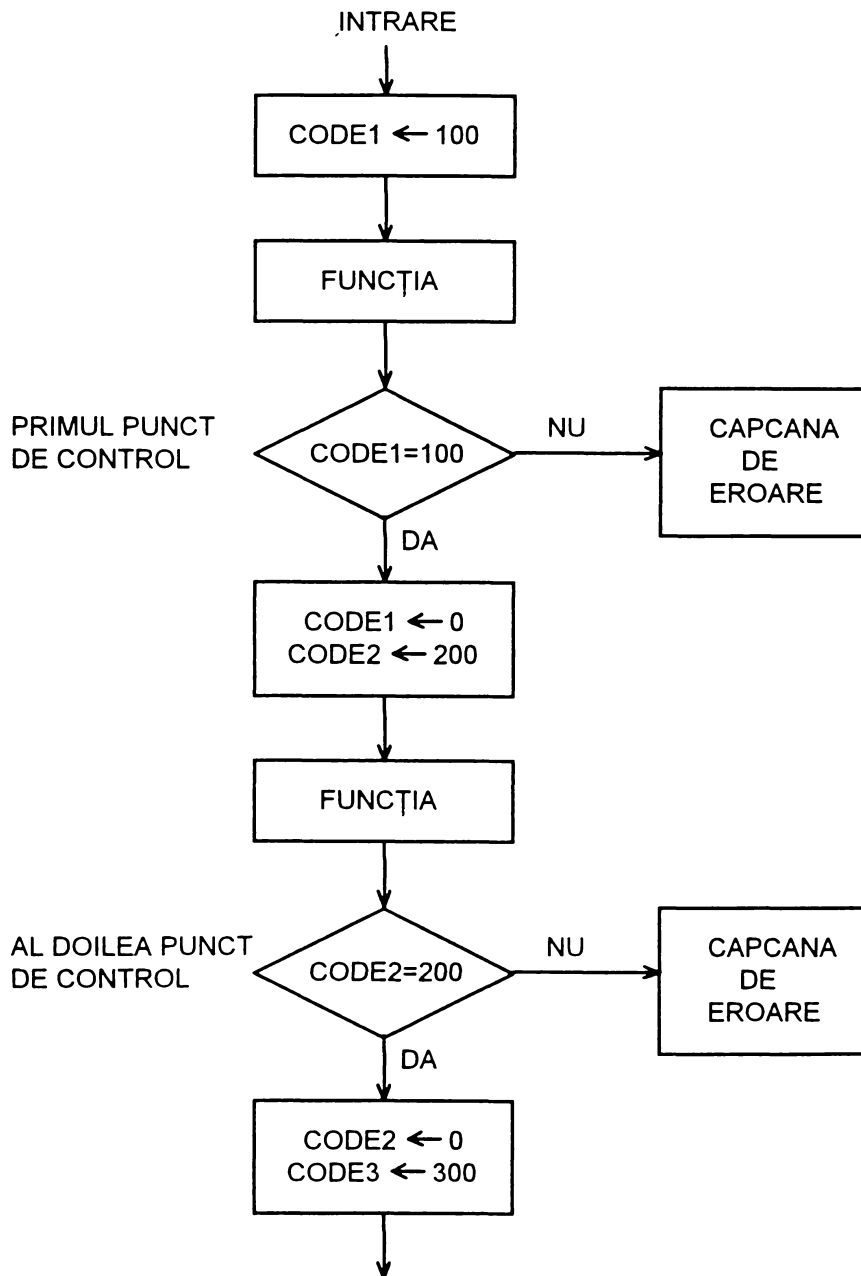 INTRARE
CODE1 ← 100
FUNCȚIA
PRIMUL PUNCT
DE CONTROL
CODE1=100
NU
CAPCANA
DE
EROARE
DA
CODE1 ← 0
CODE2 ← 200
FUNCȚIA
AL DOILEA PUNCT
DE CONTROL
CODE2=200
NU
CAPCANA
DE
EROARE
DA
CODE2 ← 0
CODE3 ← 300